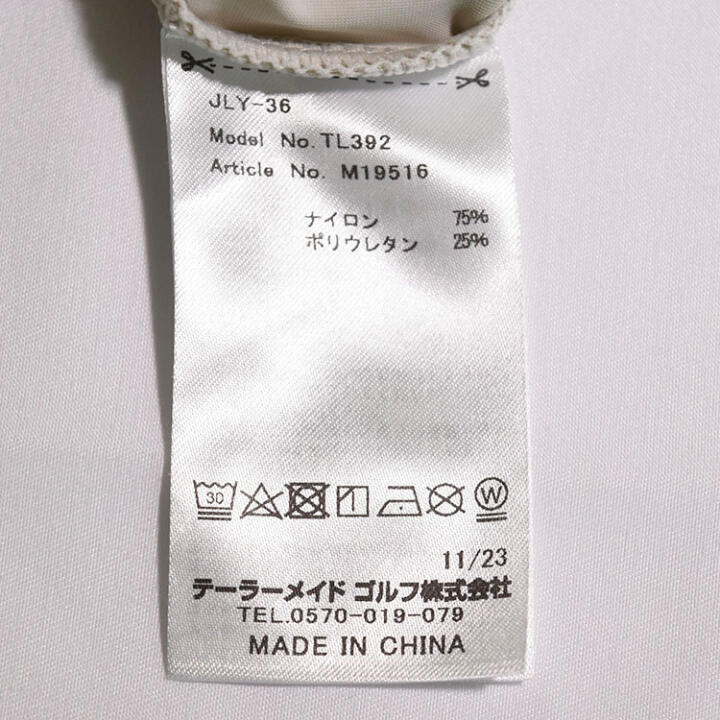 JLY-36
Model No. TL392
Article No. M19516
ナイロン 75%
ポリウレタン 25%
30 W
11/23
テーラーメイド ゴルフ株式会社
TEL.0570-019-079
MADE IN CHINA